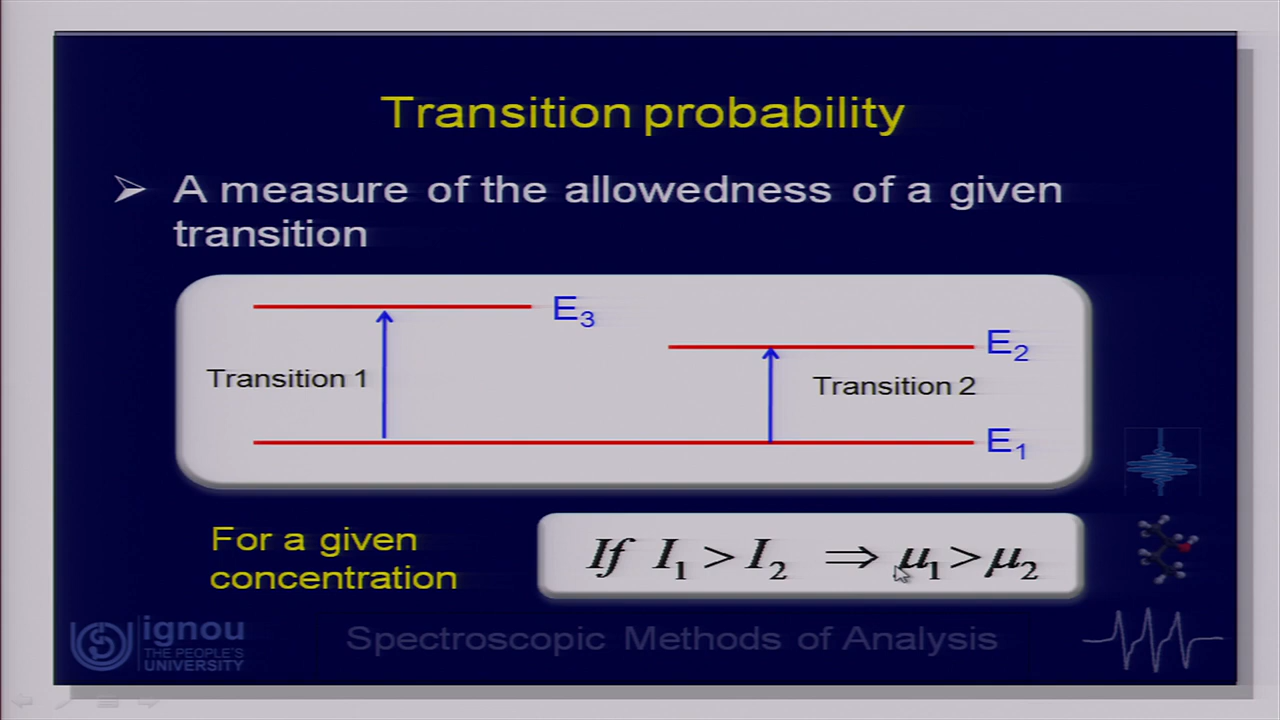 Transition probability
➢ A measure of the allowedness of a given
transition
E₃
E₂
Transition 1
Transition 2
E₁
For a given
concentration
If I₁ > I₂ ⇒ μ₁ > μ₂
ignou
THE PEOPLE'S
UNIVERSITY
Spectroscopic Methods of Analysis